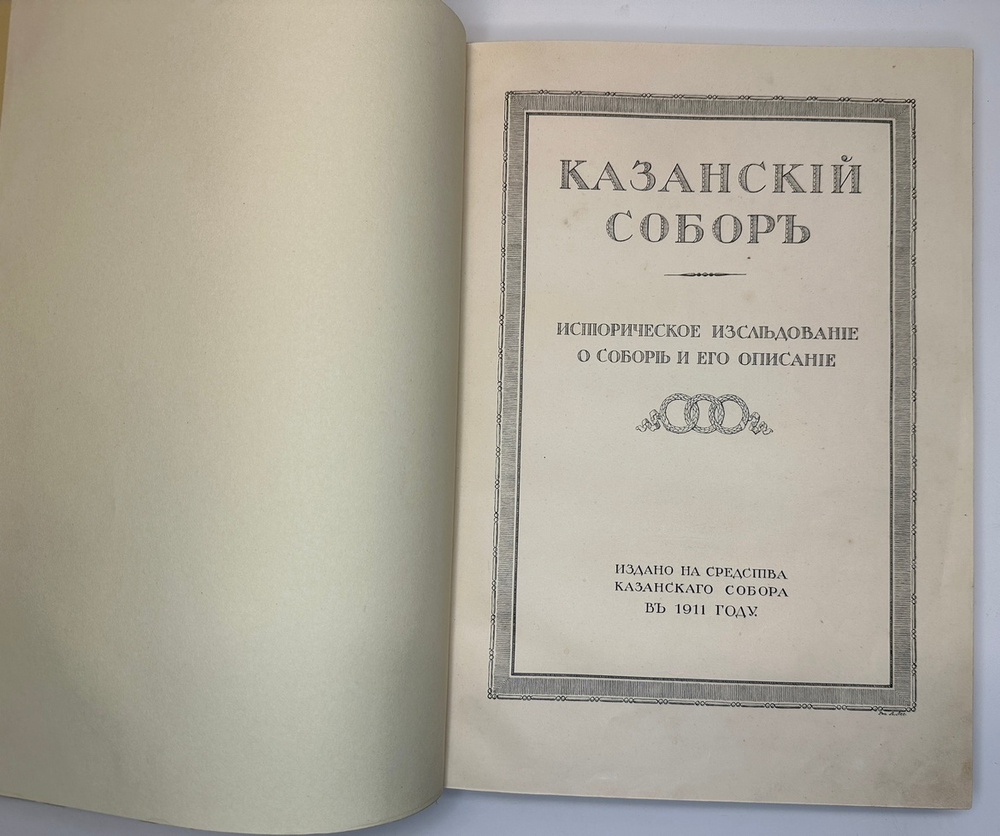 КАЗАНСКІЙ
СОБОРЪ
ИСТОРИЧЕСКОЕ ИЗСЛѢДОВАНІЕ
О СОБОРѢ И ЕГО ОПИСАНІЕ
ИЗДАНО НА СРЕДСТВА
КАЗАНСКАГО СОБОРА
ВЪ 1911 ГОДУ.